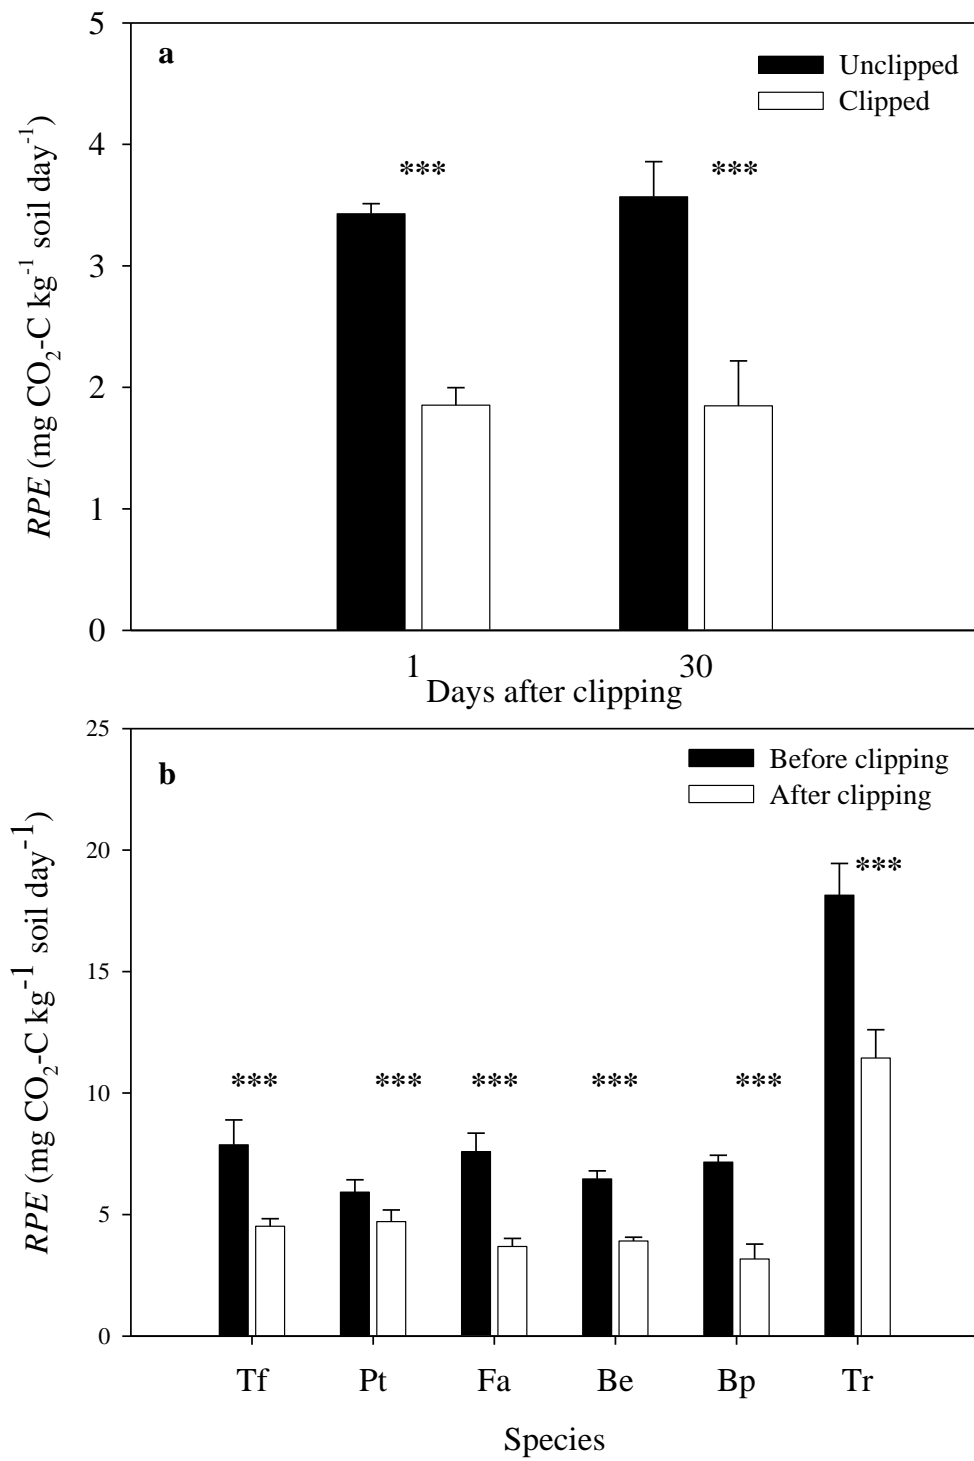 5
a
Unclipped
Clipped
4
*** ***
3
2
1
0
RPE (mg CO₂-C kg⁻¹ soil day⁻¹)
1 30
Days after clipping
25
b
Before clipping
After clipping
20
***
15
10
*** *** *** *** ***
5
0
RPE (mg CO₂-C kg⁻¹ soil day⁻¹)
Tf Pt Fa Be Bp Tr
Species